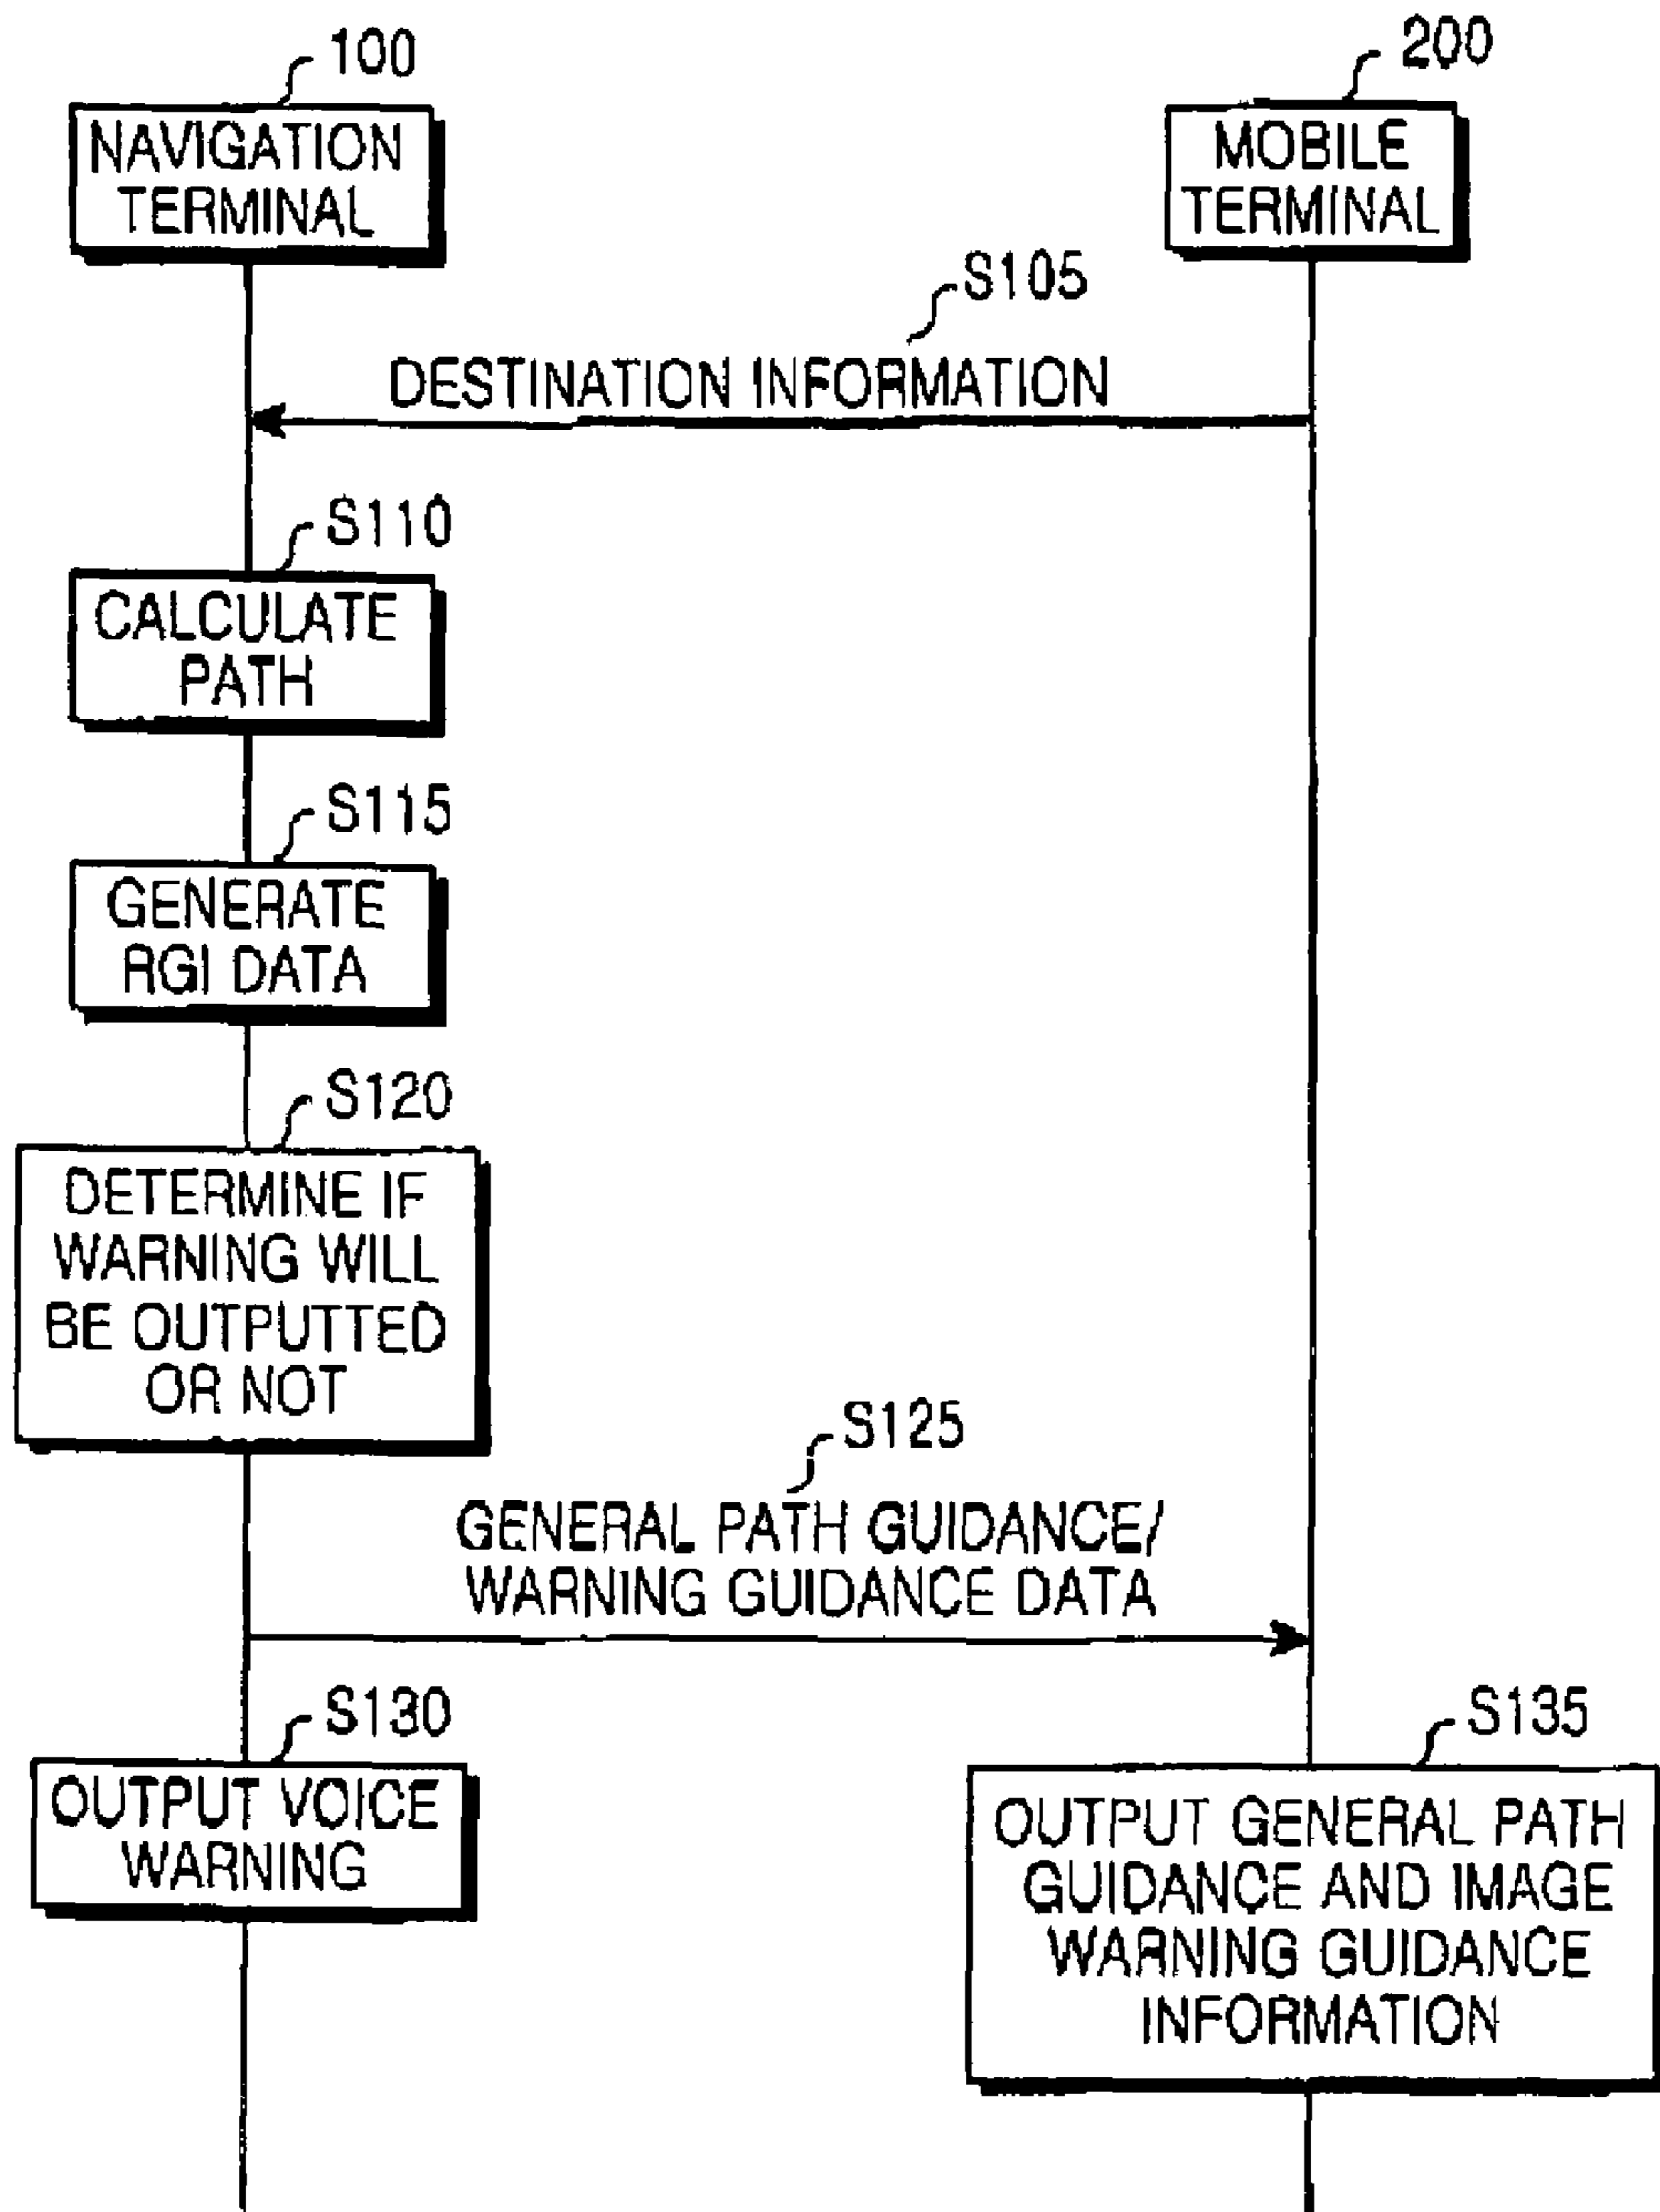 100
200
NAVIGATION
TERMINAL
MOBILE
TERMINAL
S105
DESTINATION INFORMATION
S110
CALCULATE
PATH
S115
GENERATE
RGI DATA
S120
DETERMINE IF
WARNING WILL
BE OUTPUTTED
OR NOT
S125
GENERAL PATH GUIDANCE/
WARNING GUIDANCE DATA
S130
OUTPUT VOICE
WARNING
S135
OUTPUT GENERAL PATH
GUIDANCE AND IMAGE
WARNING GUIDANCE
INFORMATION